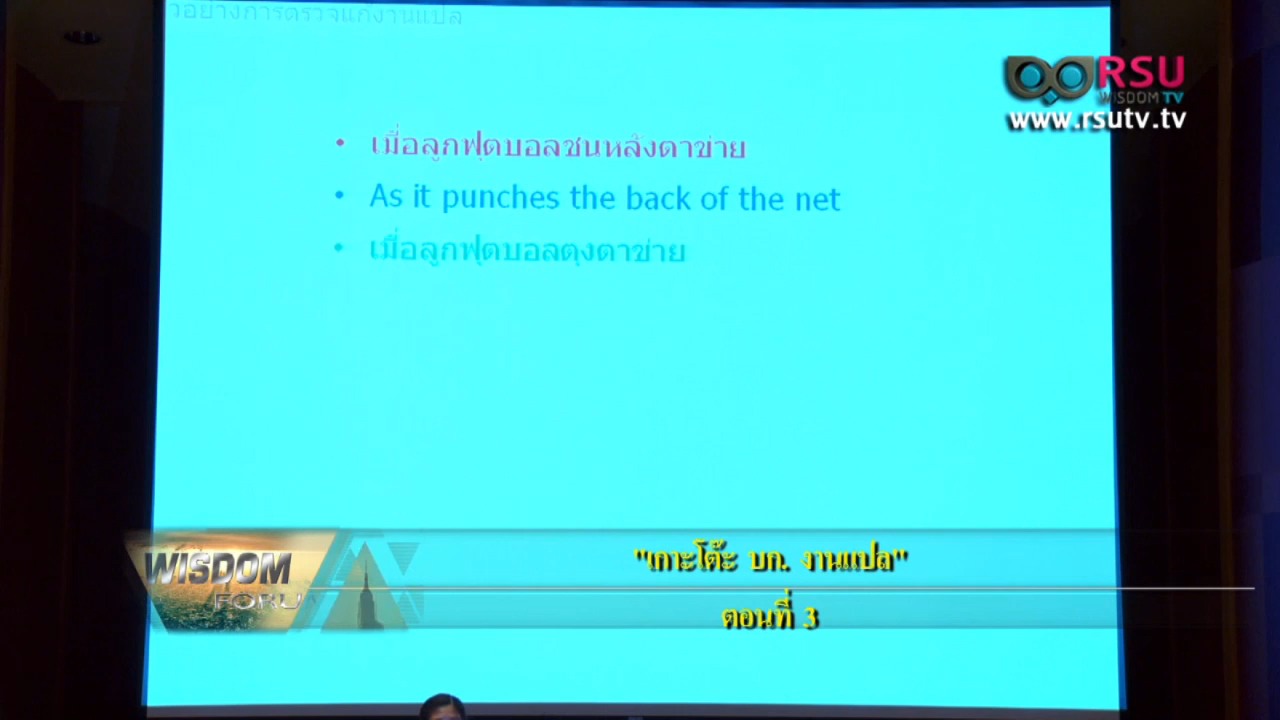 วอย่างการตรวจแก้งานแปล
RSU
WISDOM TV
www.rsutv.tv
• เมื่อลูกฟุตบอลชนหลังตาข่าย
• As it punches the back of the net
• เมื่อลูกฟุตบอลตุงตาข่าย
WISDOM
FORU
"เกาะโต๊ะ บก. งานแปล"
ตอนที่ 3